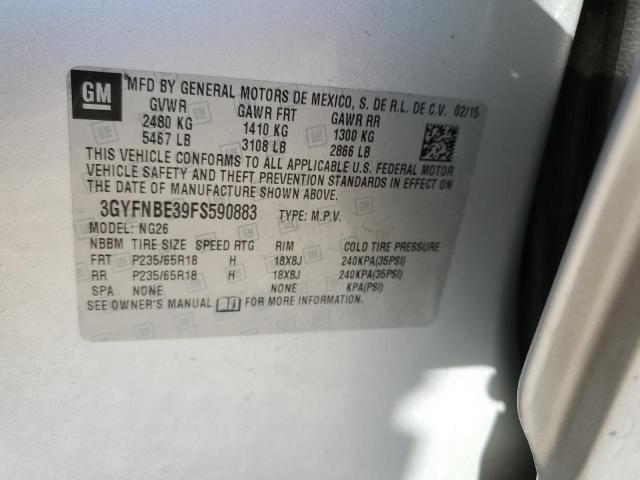 GM
MFD BY GENERAL MOTORS DE MEXICO, S. DE R.L. DE C.V. 02/15
GVWR GAWR FRT GAWR RR
2480 KG 1410 KG 1300 KG
5467 LB 3108 LB 2866 LB
THIS VEHICLE CONFORMS TO ALL APPLICABLE U.S. FEDERAL MOTOR
VEHICLE SAFETY AND THEFT PREVENTION STANDARDS IN EFFECT ON
THE DATE OF MANUFACTURE SHOWN ABOVE.
3GYFNBE39FS590883 TYPE: M.P.V.
MODEL: NG26
NBBM TIRE SIZE SPEED RTG RIM COLD TIRE PRESSURE
FRT P235/65R18 H 18X8J 240KPA(35PSI)
RR P235/65R18 H 18X8J 240KPA(35PSI)
SPA NONE NONE KPA(PSI)
SEE OWNER'S MANUAL FOR MORE INFORMATION.